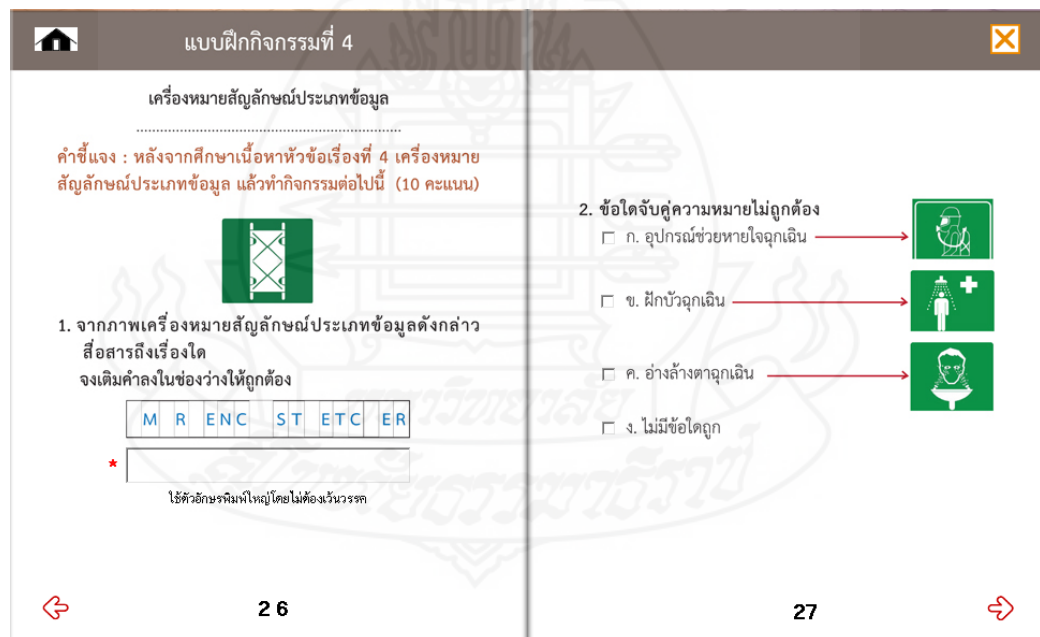 แบบฝึกกิจกรรมที่ 4
เครื่องหมายสัญลักษณ์ประเภทข้อมูล
..................................................................
คำชี้แจง : หลังจากศึกษาเนื้อหาหัวข้อเรื่องที่ 4 เครื่องหมาย
สัญลักษณ์ประเภทข้อมูล แล้วทำกิจกรรมต่อไปนี้ (10 คะแนน)
1. จากภาพเครื่องหมายสัญลักษณ์ประเภทข้อมูลดังกล่าว
สื่อสารถึงเรื่องใด
จงเติมคำลงในช่องว่างให้ถูกต้อง
M R ENC ST ETC ER
*
ใช้ตัวอักษรพิมพ์ใหญ่โดยไม่ต้องเว้นวรรค
26
2. ข้อใดจับคู่ความหมายไม่ถูกต้อง
ก. อุปกรณ์ช่วยหายใจฉุกเฉิน
ข. ฝักบัวฉุกเฉิน
ค. อ่างล้างตาฉุกเฉิน
ง. ไม่มีข้อใดถูก
27